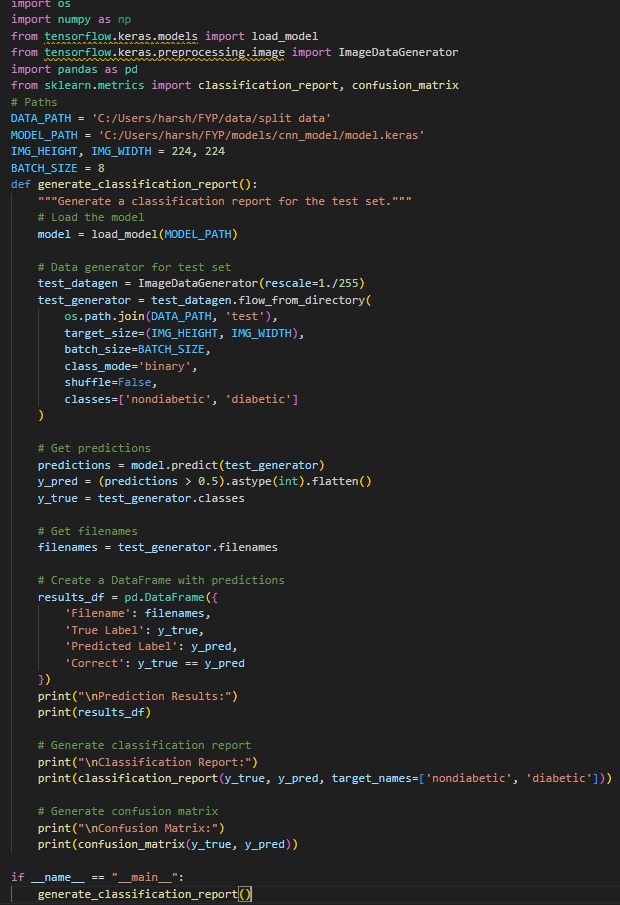 import os
import numpy as np
from tensorflow.keras.models import load_model
from tensorflow.keras.preprocessing.image import ImageDataGenerator
import pandas as pd
from sklearn.metrics import classification_report, confusion_matrix
# Paths
DATA_PATH = 'C:/Users/harsh/FYP/data/split data'
MODEL_PATH = 'C:/Users/harsh/FYP/models/cnn_model/model.keras'
IMG_HEIGHT, IMG_WIDTH = 224, 224
BATCH_SIZE = 8
def generate_classification_report():
    """Generate a classification report for the test set."""
    # Load the model
    model = load_model(MODEL_PATH)

    # Data generator for test set
    test_datagen = ImageDataGenerator(rescale=1./255)
    test_generator = test_datagen.flow_from_directory(
        os.path.join(DATA_PATH, 'test'),
        target_size=(IMG_HEIGHT, IMG_WIDTH),
        batch_size=BATCH_SIZE,
        class_mode='binary',
        shuffle=False,
        classes=['nondiabetic', 'diabetic']
    )

    # Get predictions
    predictions = model.predict(test_generator)
    y_pred = (predictions > 0.5).astype(int).flatten()
    y_true = test_generator.classes

    # Get filenames
    filenames = test_generator.filenames

    # Create a DataFrame with predictions
    results_df = pd.DataFrame({
        'Filename': filenames,
        'True Label': y_true,
        'Predicted Label': y_pred,
        'Correct': y_true == y_pred
    })
    print("\nPrediction Results:")
    print(results_df)

    # Generate classification report
    print("\nClassification Report:")
    print(classification_report(y_true, y_pred, target_names=['nondiabetic', 'diabetic']))

    # Generate confusion matrix
    print("\nConfusion Matrix:")
    print(confusion_matrix(y_true, y_pred))

if __name__ == "__main__":
    generate_classification_report()